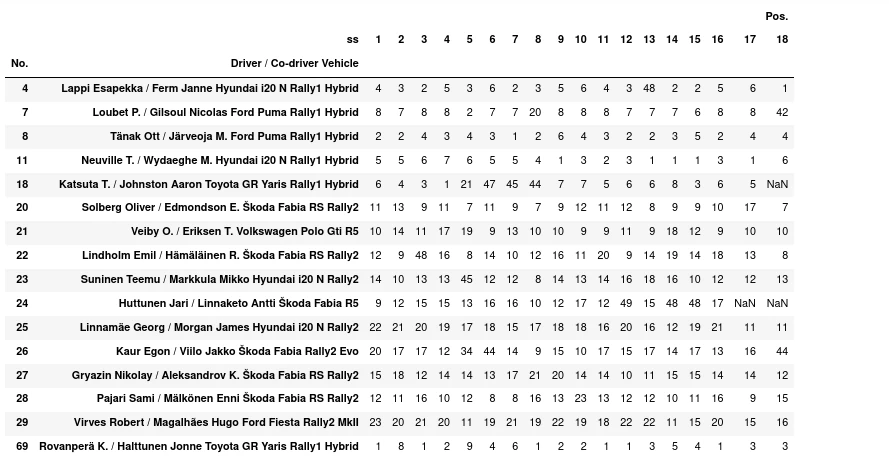 Pos.
ss 1 2 3 4 5 6 7 8 9 10 11 12 13 14 15 16 17 18
No. Driver / Co-driver Vehicle
4 Lappi Esapekka / Ferm Janne Hyundai i20 N Rally1 Hybrid 4 3 2 5 3 6 2 3 5 6 4 3 48 2 2 5 6 1
7 Loubet P. / Gilsoul Nicolas Ford Puma Rally1 Hybrid 8 7 8 8 2 7 7 20 8 8 8 7 7 7 6 8 8 42
8 Tänak Ott / Järveoja M. Ford Puma Rally1 Hybrid 2 2 4 3 4 3 1 2 6 4 3 2 2 3 5 2 4 4
11 Neuville T. / Wydaeghe M. Hyundai i20 N Rally1 Hybrid 5 5 6 7 6 5 5 4 1 3 2 3 1 1 1 3 1 6
18 Katsuta T. / Johnston Aaron Toyota GR Yaris Rally1 Hybrid 6 4 3 1 21 47 45 44 7 7 5 6 6 8 3 6 5 NaN
20 Solberg Oliver / Edmondson E. Škoda Fabia RS Rally2 11 13 9 11 7 11 9 7 9 12 11 12 8 9 9 10 17 7
21 Veiby O. / Eriksen T. Volkswagen Polo Gti R5 10 14 11 17 19 9 13 10 10 9 9 11 9 18 12 9 10 10
22 Lindholm Emil / Hämäläinen R. Škoda Fabia RS Rally2 12 9 48 16 8 14 10 12 16 11 20 9 14 19 14 18 13 8
23 Suninen Teemu / Markkula Mikko Hyundai i20 N Rally2 14 10 13 13 45 12 12 8 14 13 14 16 18 16 10 12 12 13
24 Huttunen Jari / Linnaketo Antti Škoda Fabia R5 9 12 15 15 13 16 16 10 12 17 12 49 15 48 48 17 NaN NaN
25 Linnamäe Georg / Morgan James Hyundai i20 N Rally2 22 21 20 19 17 18 15 17 18 18 16 20 16 12 19 21 11 11
26 Kaur Egon / Viilo Jakko Škoda Fabia Rally2 Evo 20 17 17 12 34 44 14 9 15 10 17 15 17 14 17 13 16 44
27 Gryazin Nikolay / Aleksandrov K. Škoda Fabia RS Rally2 15 18 12 14 14 13 17 21 20 14 14 10 11 15 15 14 14 12
28 Pajari Sami / Mälkönen Enni Škoda Fabia RS Rally2 12 11 16 10 12 8 8 16 13 23 13 12 12 10 11 16 9 15
29 Virves Robert / Magalhães Hugo Ford Fiesta Rally2 MkII 23 20 21 20 11 19 21 19 22 19 18 22 22 11 15 20 15 16
69 Rovanperä K. / Halttunen Jonne Toyota GR Yaris Rally1 Hybrid 1 8 1 2 9 4 6 1 2 2 1 1 3 5 4 1 3 3